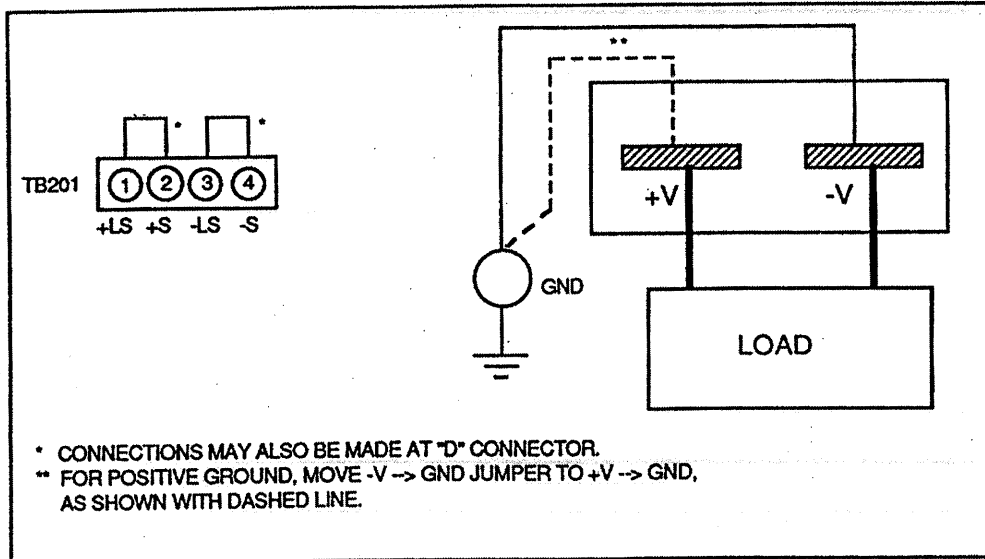 **
* *
TB201 1 2 3 4
+LS +S -LS -S
+V -V
GND
LOAD
* CONNECTIONS MAY ALSO BE MADE AT "D" CONNECTOR.
** FOR POSITIVE GROUND, MOVE -V --> GND JUMPER TO +V --> GND,
AS SHOWN WITH DASHED LINE.